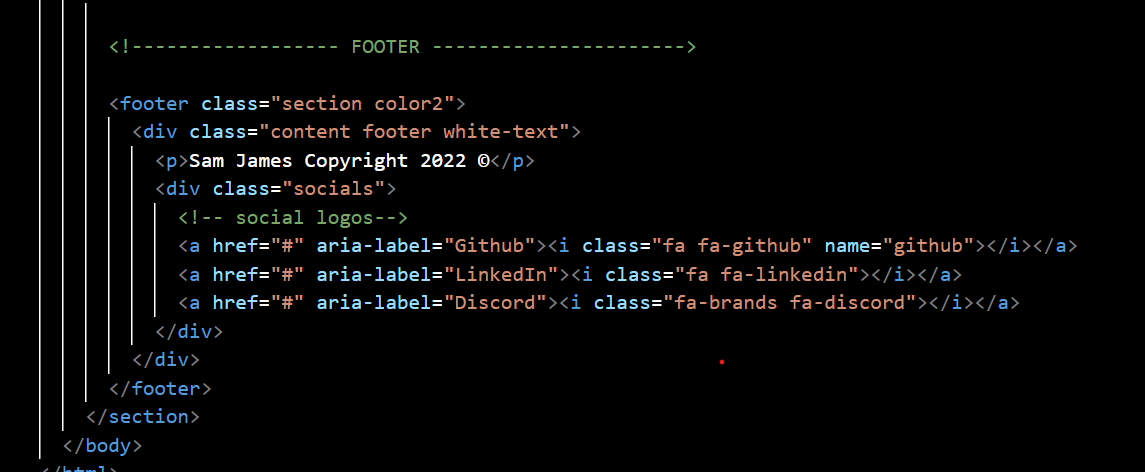 <!------------------ FOOTER ---------------------->
<footer class="section color2">
<div class="content footer white-text">
<p>Sam James Copyright 2022 ©</p>
<div class="socials">
<!-- social logos-->
<a href="#" aria-label="Github"><i class="fa fa-github" name="github"></i></a>
<a href="#" aria-label="LinkedIn"><i class="fa fa-linkedin"></i></a>
<a href="#" aria-label="Discord"><i class="fa-brands fa-discord"></i></a>
</div>
</div>
</footer>
</section>
</body>
</html>